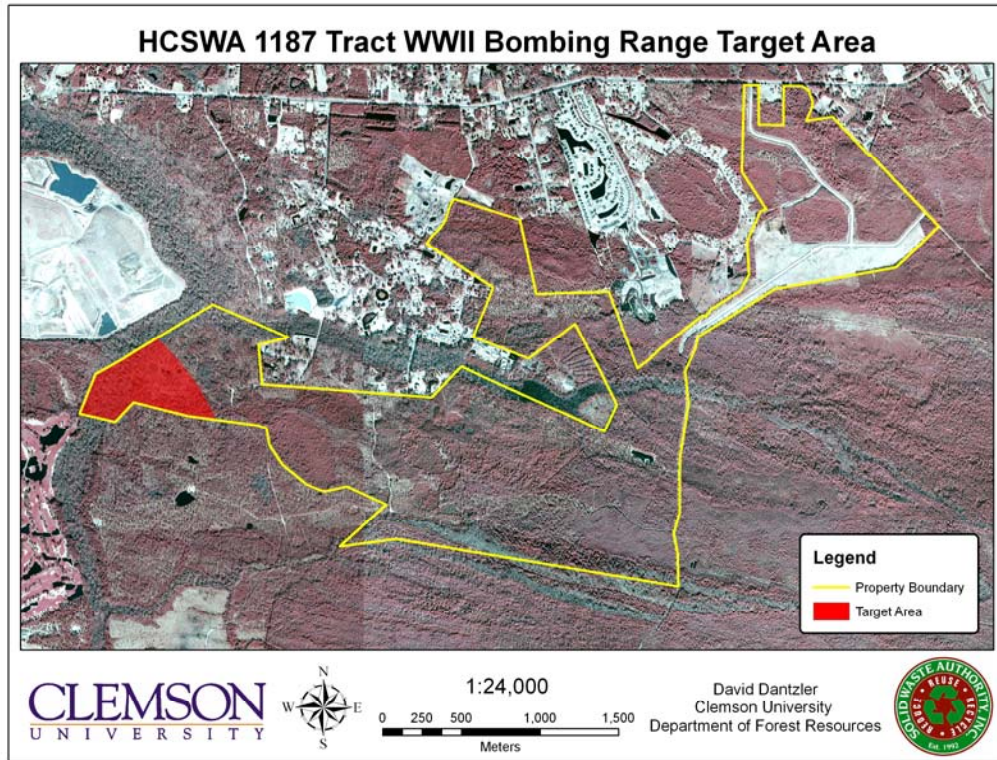 HCSWA 1187 Tract WWII Bombing Range Target Area
Legend
Property Boundary
Target Area
CLEMSON
UNIVERSITY
N
W
E
S
1:24,000
0 250 500 1,000 1,500
Meters
David Dantzler
Clemson University
Department of Forest Resources
SOLID WASTE AUTHORITY, INC.
REDUCE • REUSE • RECYCLE
Est. 1992